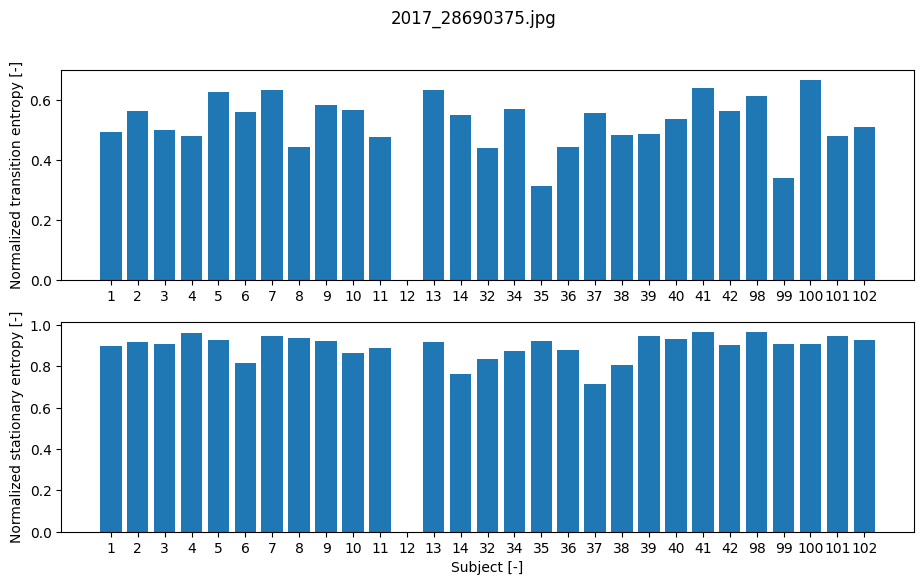 2017_28690375.jpg
Normalized transition entropy [-]
0.6
0.4
0.2
0.0
1 2 3 4 5 6 7 8 9 10 11 12 13 14 32 34 35 36 37 38 39 40 41 42 98 99 100 101 102
Normalized stationary entropy [-]
1.0
0.8
0.6
0.4
0.2
0.0
1 2 3 4 5 6 7 8 9 10 11 12 13 14 32 34 35 36 37 38 39 40 41 42 98 99 100 101 102
Subject [-]